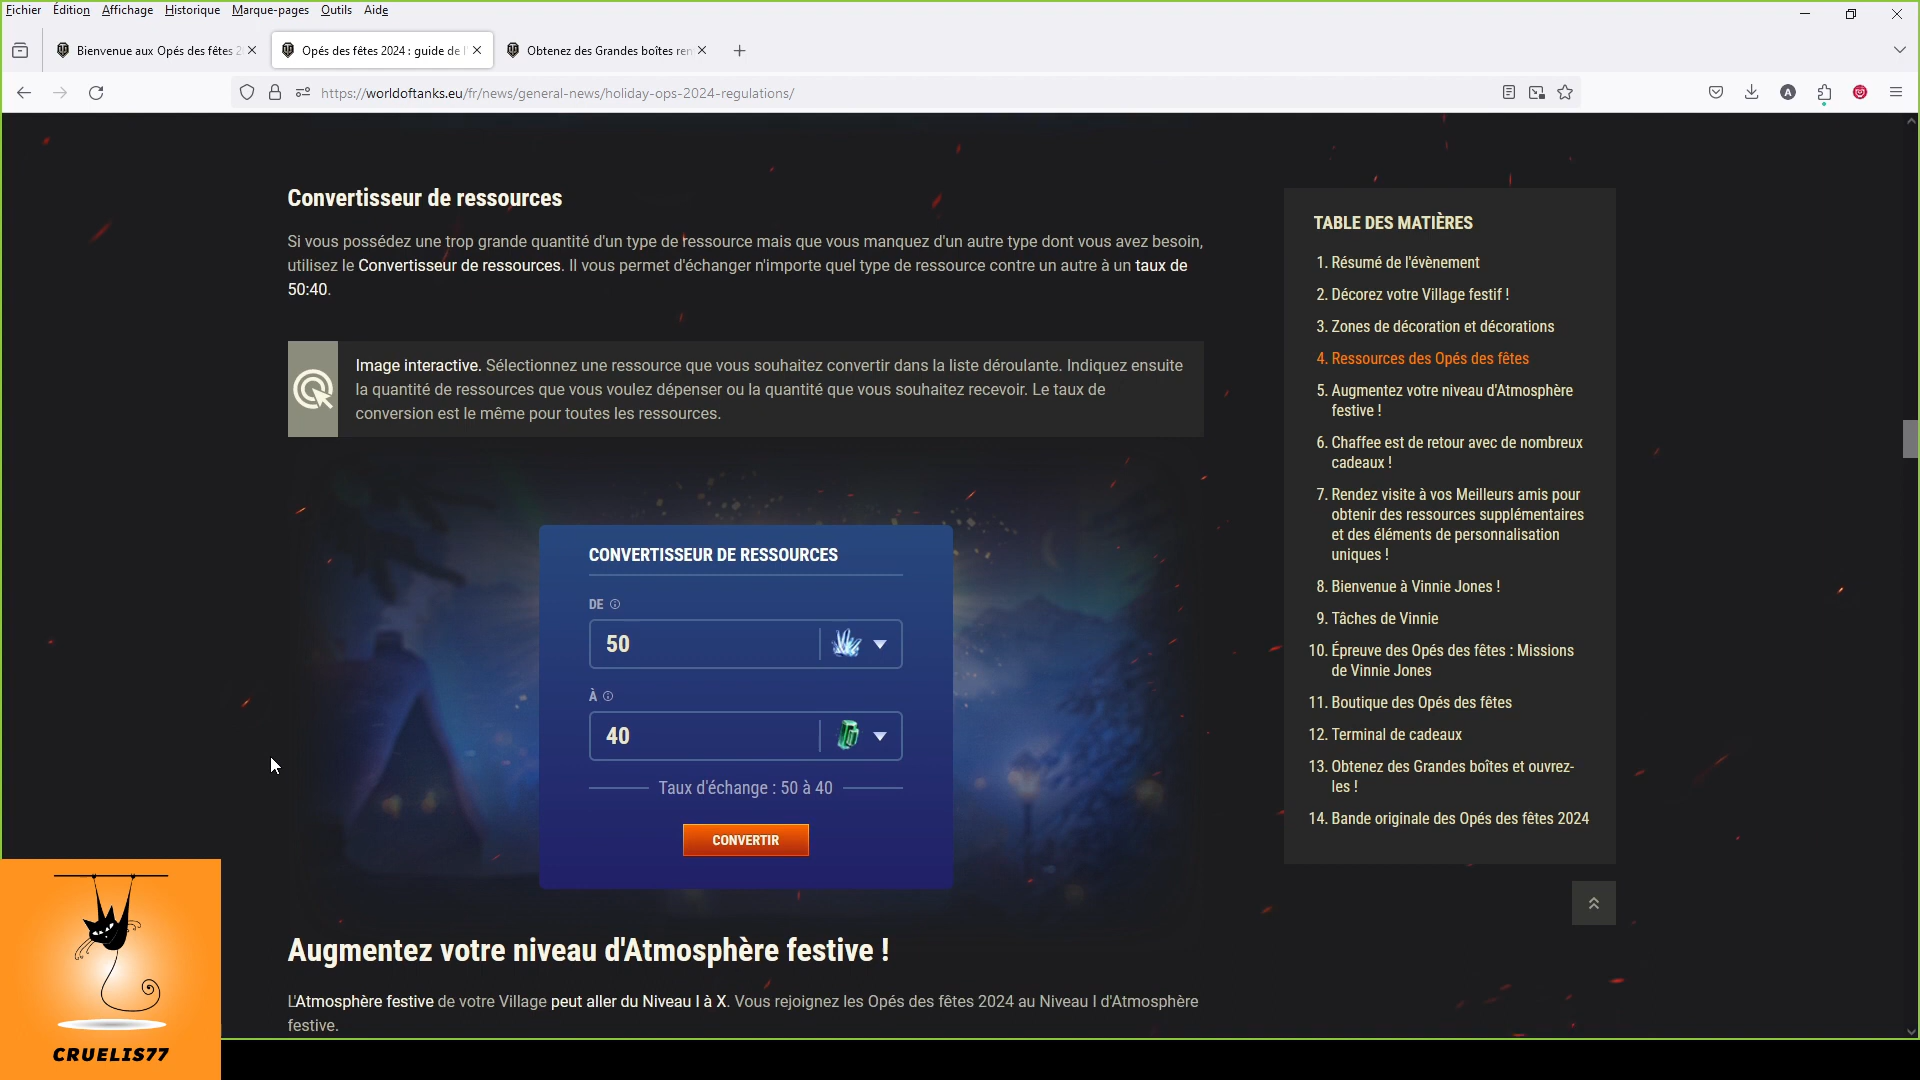 Fichier Édition Affichage Historique Marque-pages Outils Aide
Bienvenue aux Opés des fêtes 2
Opés des fêtes 2024 : guide de l'
Obtenez des Grandes boîtes ren
https://worldoftanks.eu/fr/news/general-news/holiday-ops-2024-regulations/
Convertisseur de ressources
Si vous possédez une trop grande quantité d'un type de ressource mais que vous manquez d'un autre type dont vous avez besoin,
utilisez le Convertisseur de ressources. Il vous permet d'échanger n'importe quel type de ressource contre un autre à un taux de
50:40.
Image interactive. Sélectionnez une ressource que vous souhaitez convertir dans la liste déroulante. Indiquez ensuite
la quantité de ressources que vous voulez dépenser ou la quantité que vous souhaitez recevoir. Le taux de
conversion est le même pour toutes les ressources.
CONVERTISSEUR DE RESSOURCES
DE
50
À
40
Taux d'échange : 50 à 40
CONVERTIR
Augmentez votre niveau d'Atmosphère festive !
L'Atmosphère festive de votre Village peut aller du Niveau I à X. Vous rejoignez les Opés des fêtes 2024 au Niveau I d'Atmosphère
festive.
TABLE DES MATIÈRES
1. Résumé de l'évènement
2. Décorez votre Village festif !
3. Zones de décoration et décorations
4. Ressources des Opés des fêtes
5. Augmentez votre niveau d'Atmosphère
festive !
6. Chaffee est de retour avec de nombreux
cadeaux !
7. Rendez visite à vos Meilleurs amis pour
obtenir des ressources supplémentaires
et des éléments de personnalisation
uniques !
8. Bienvenue à Vinnie Jones !
9. Tâches de Vinnie
10. Épreuve des Opés des fêtes : Missions
de Vinnie Jones
11. Boutique des Opés des fêtes
12. Terminal de cadeaux
13. Obtenez des Grandes boîtes et ouvrez-
les !
14. Bande originale des Opés des fêtes 2024
CRUELIS77